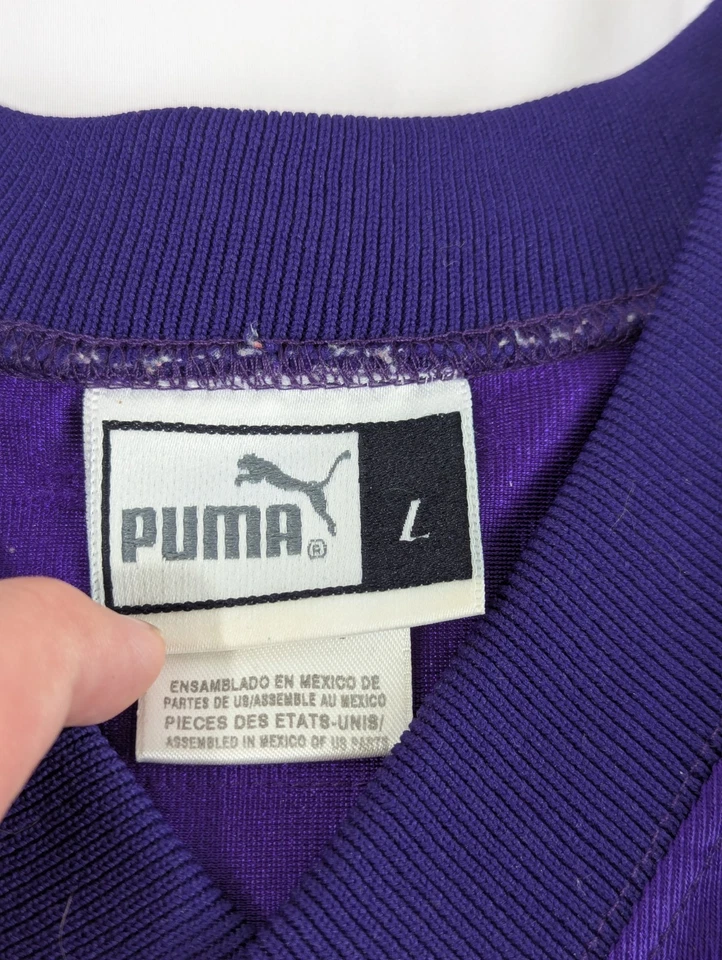 PUMA®
L
ENSAMBLADO EN MEXICO DE
PARTES DE US/ASSEMBLE AU MEXICO
PIECES DES ETATS-UNIS/
ASSEMBLED IN MEXICO OF US PARTS